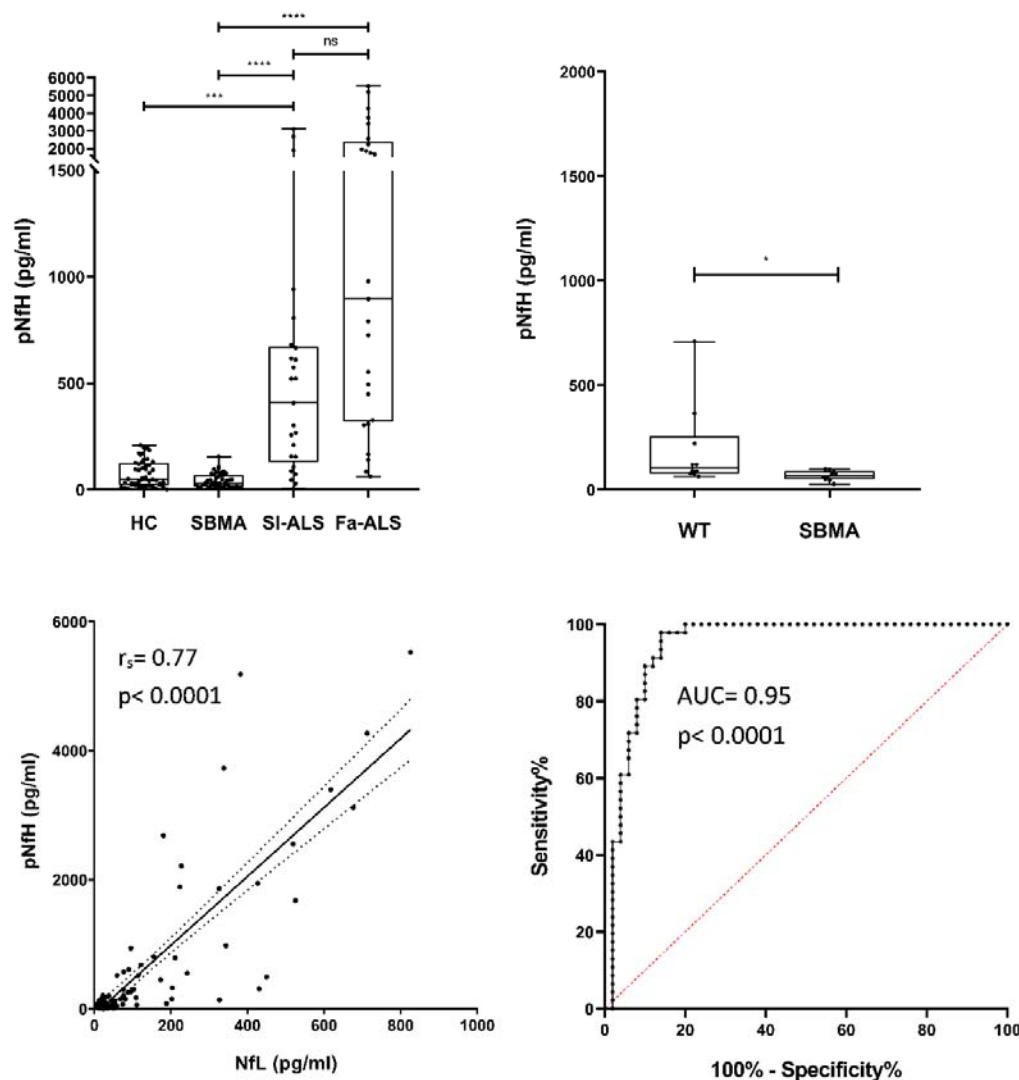 ****
ns
****
***
6000
5000
4000
3000
2000
1500
1000
500
0
pNfH (pg/ml)
HC SBMA Sl-ALS Fa-ALS
2000
1500
1000
500
0
pNfH (pg/ml)
*
WT SBMA
6000
4000
2000
0
pNfH (pg/ml)
rs= 0.77
p< 0.0001
0 200 400 600 800 1000
NfL (pg/ml)
100
80
60
40
20
0
Sensitivity%
AUC= 0.95
p< 0.0001
0 20 40 60 80 100
100% - Specificity%